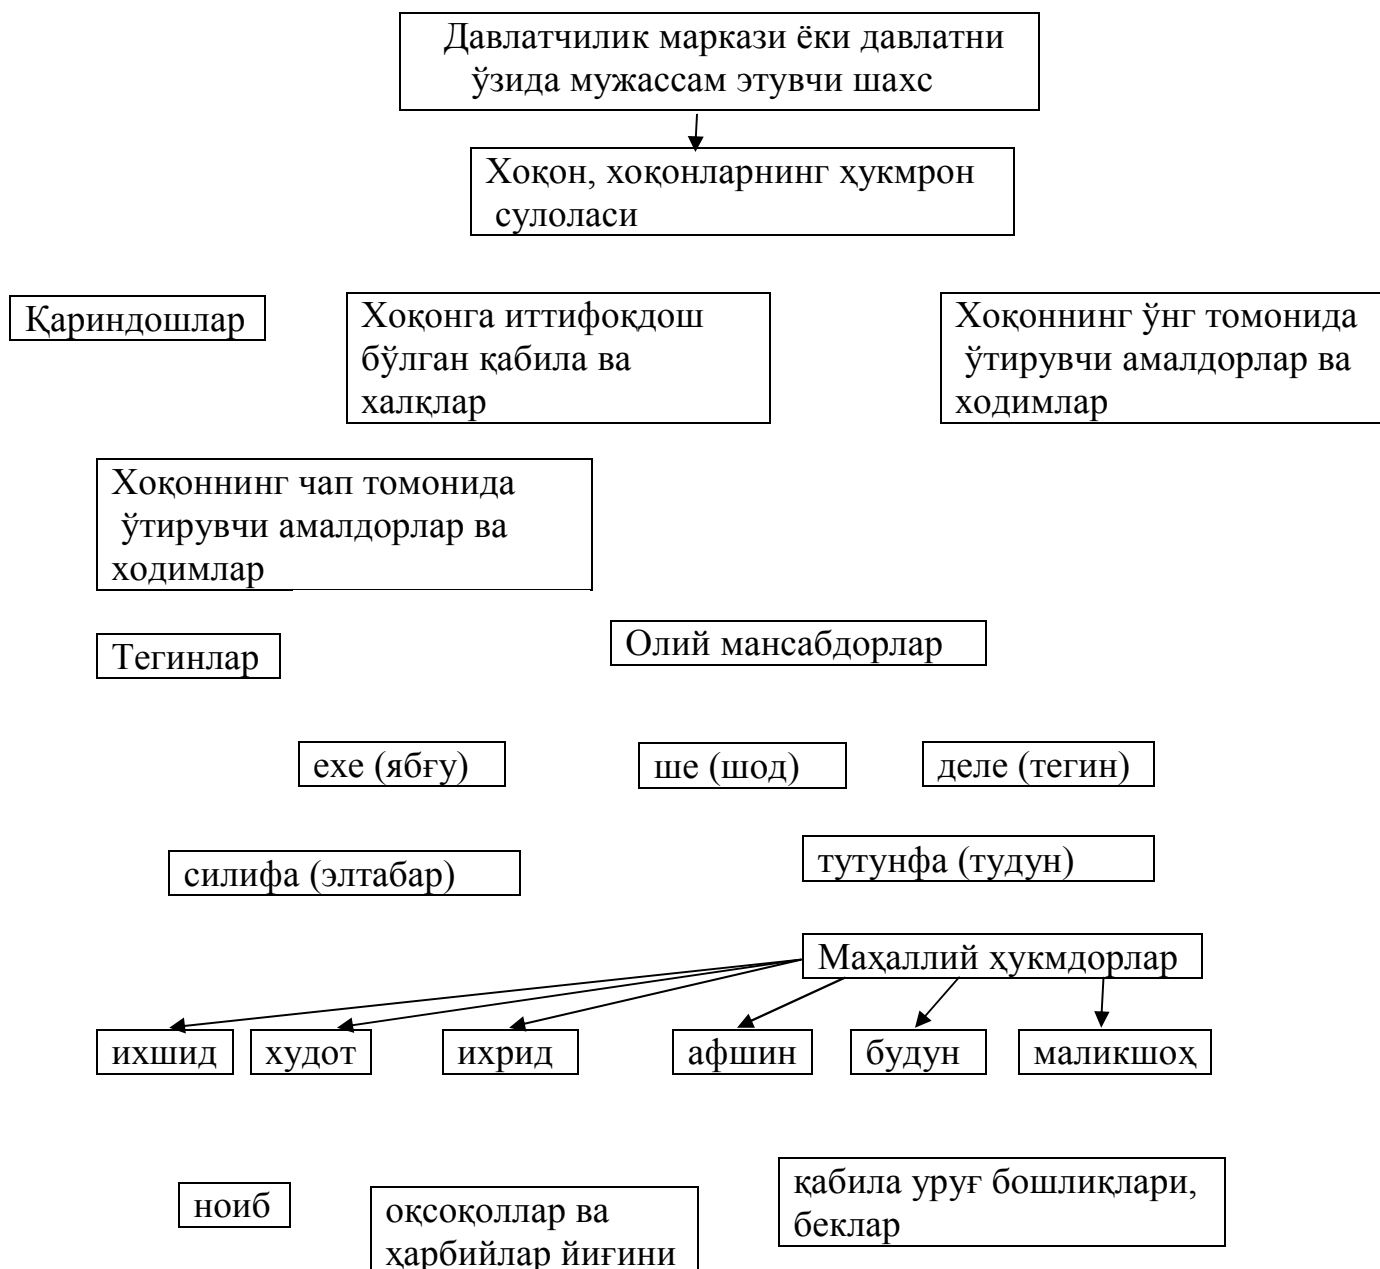 Давлатчилик маркази ёки давлатни
ўзида мужассам этувчи шахс
Хоқон, хоқонларнинг ҳукмрон
сулоласи
Қариндошлар
Хоқонга иттифоқдош
бўлган қабила ва
халқлар
Хоқоннинг ўнг томонида
ўтирувчи амалдорлар ва
ходимлар
Хоқоннинг чап томонида
ўтирувчи амалдорлар ва
ходимлар
Тегинлар
Олий мансабдорлар
ехе (ябғу)
ше (шод)
деле (тегин)
силифа (элтабар)
тутунфа (тудун)
Маҳаллий ҳукмдорлар
ихшид
худот
ихрид
афшин
будун
маликшоҳ
ноиб
оқсоқоллар ва
ҳарбийлар йиғини
қабила уруғ бошлиқлари,
беклар